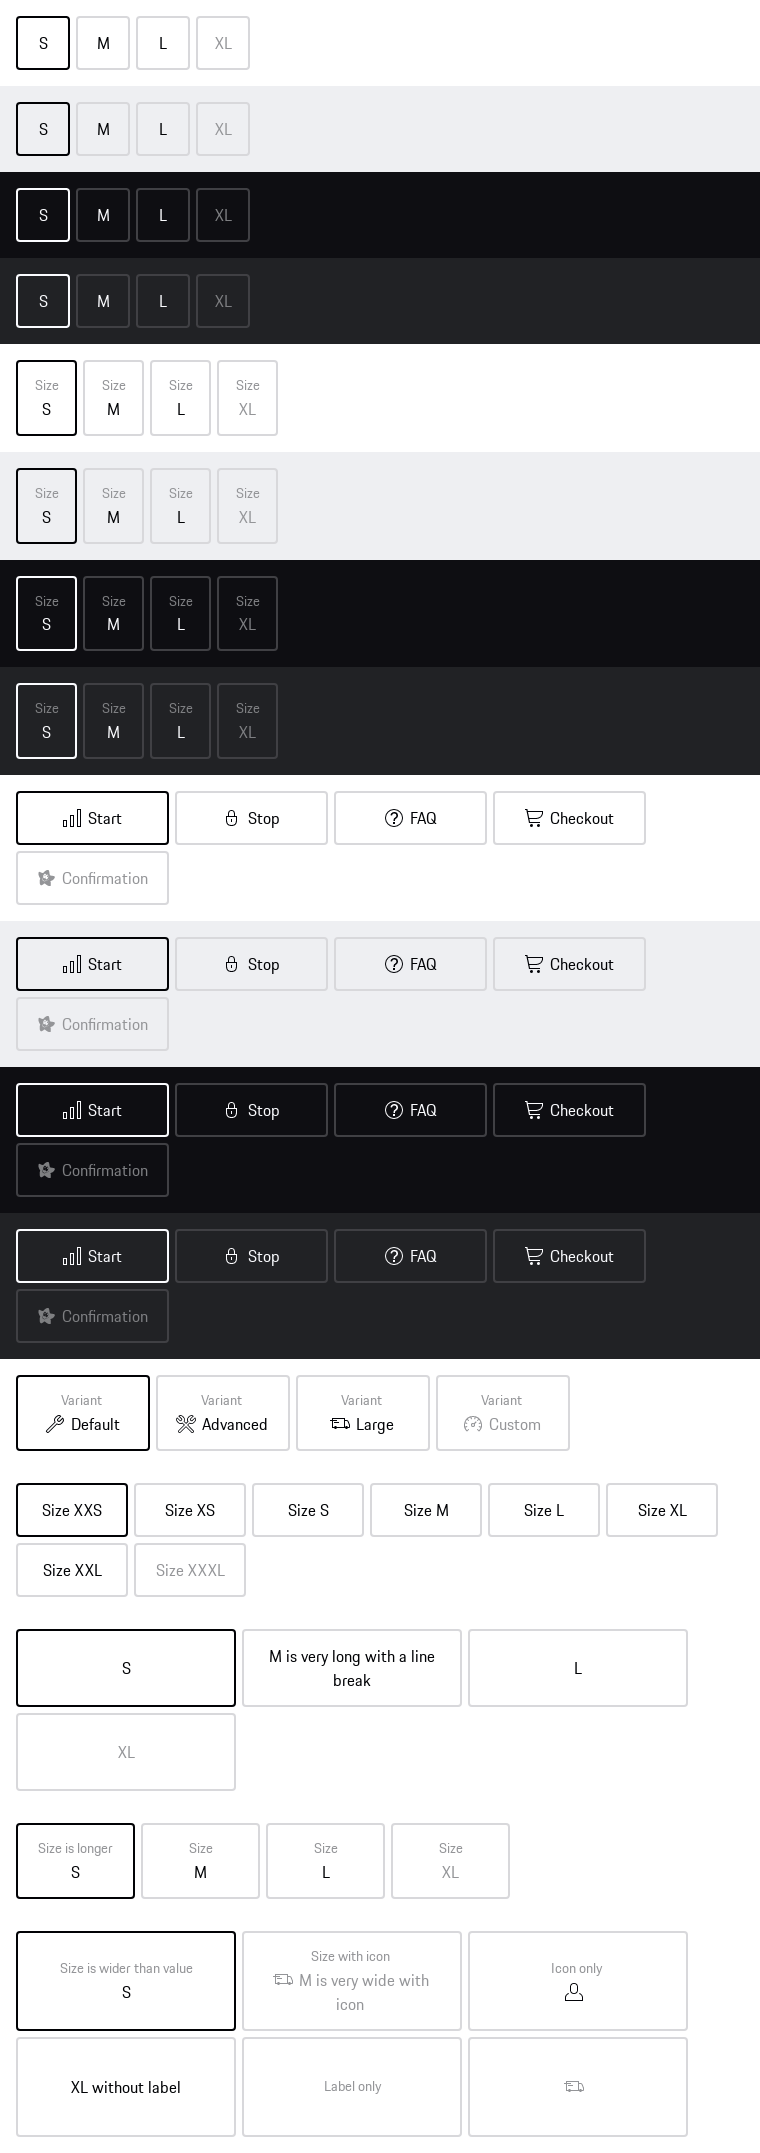 S M L XL
S M L XL
S M L XL
S M L XL
Size Size Size Size
S M L XL
Size Size Size Size
S M L XL
Size Size Size Size
S M L XL
Size Size Size Size
S M L XL
Start Stop FAQ Checkout
Confirmation
Start Stop FAQ Checkout
Confirmation
Start Stop FAQ Checkout
Confirmation
Start Stop FAQ Checkout
Confirmation
Variant Variant Variant Variant
Default Advanced Large Custom
Size XXS Size XS Size S Size M Size L Size XL
Size XXL Size XXXL
S
M is very long with a line
break
L
XL
Size is longer Size Size Size
S M L XL
Size is wider than value
S
Size with icon
M is very wide with
icon
Icon only
XL without label
Label only